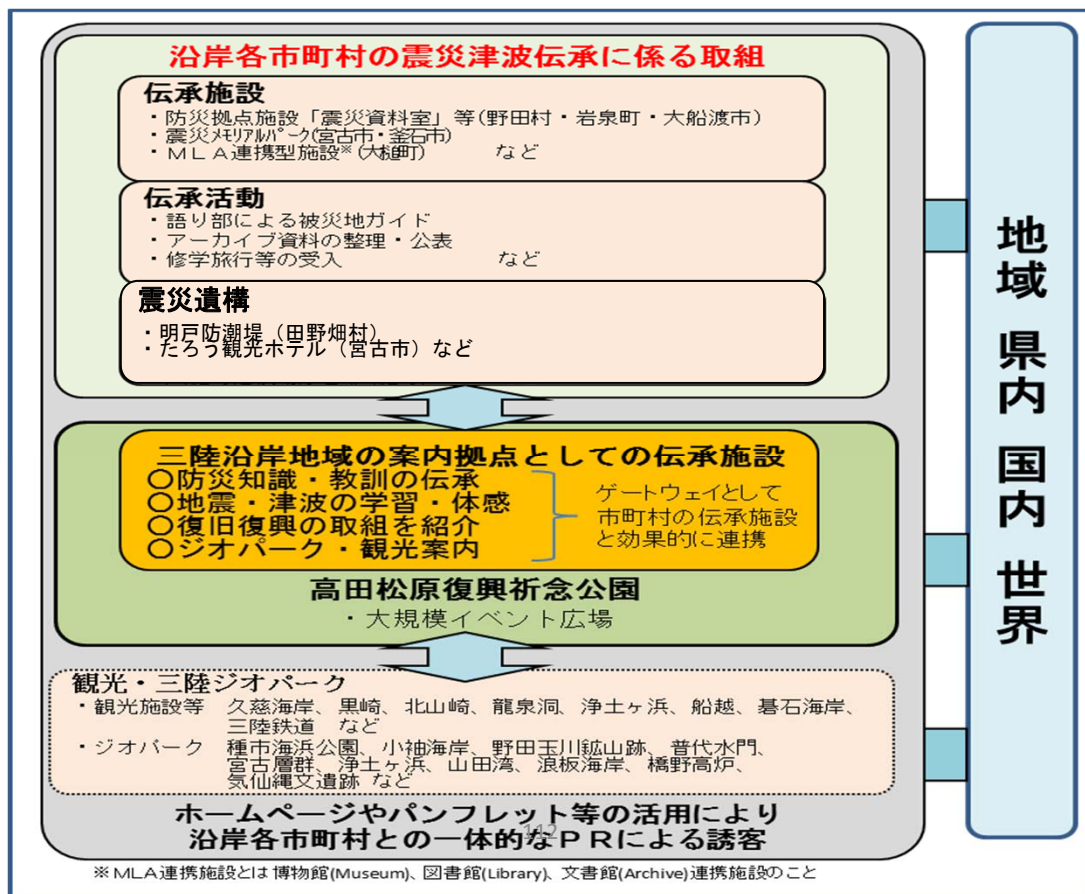 沿岸各市町村の震災津波伝承に係る取組
伝承施設
・防災拠点施設「震災資料室」等(野田村・岩泉町・大船渡市)
・震災ﾒﾓﾘｱﾙﾊﾟｰｸ(宮古市・釜石市)
・ＭＬＡ連携型施設※(大槌町)　　など
伝承活動
・語り部による被災地ガイド
・アーカイブ資料の整理・公表
・修学旅行等の受入　　など
震災遺構
・明戸防潮堤（田野畑村）
・たろう観光ホテル（宮古市）など
三陸沿岸地域の案内拠点としての伝承施設
〇防災知識・教訓の伝承
〇地震・津波の学習・体感
〇復旧復興の取組を紹介
〇ジオパーク・観光案内
ゲートウェイとして
市町村の伝承施設
と効果的に連携
高田松原復興祈念公園
・大規模イベント広場
観光・三陸ジオパーク
・観光施設等　久慈海岸、黒崎、北山崎、龍泉洞、浄土ヶ浜、船越、碁石海岸、
三陸鉄道　など
・ジオパーク　種市海浜公園、小袖海岸、野田玉川鉱山跡、普代水門、
宮古層群、浄土ヶ浜、山田湾、浪板海岸、橋野高炉、
気仙縄文遺跡 など
ホームページやパンフレット等の活用により
沿岸各市町村との一体的なＰＲによる誘客
112
※ＭＬＡ連携施設とは博物館(Museum)、図書館(Library)、文書館(Archive)連携施設のこと
地域　県内　国内　世界